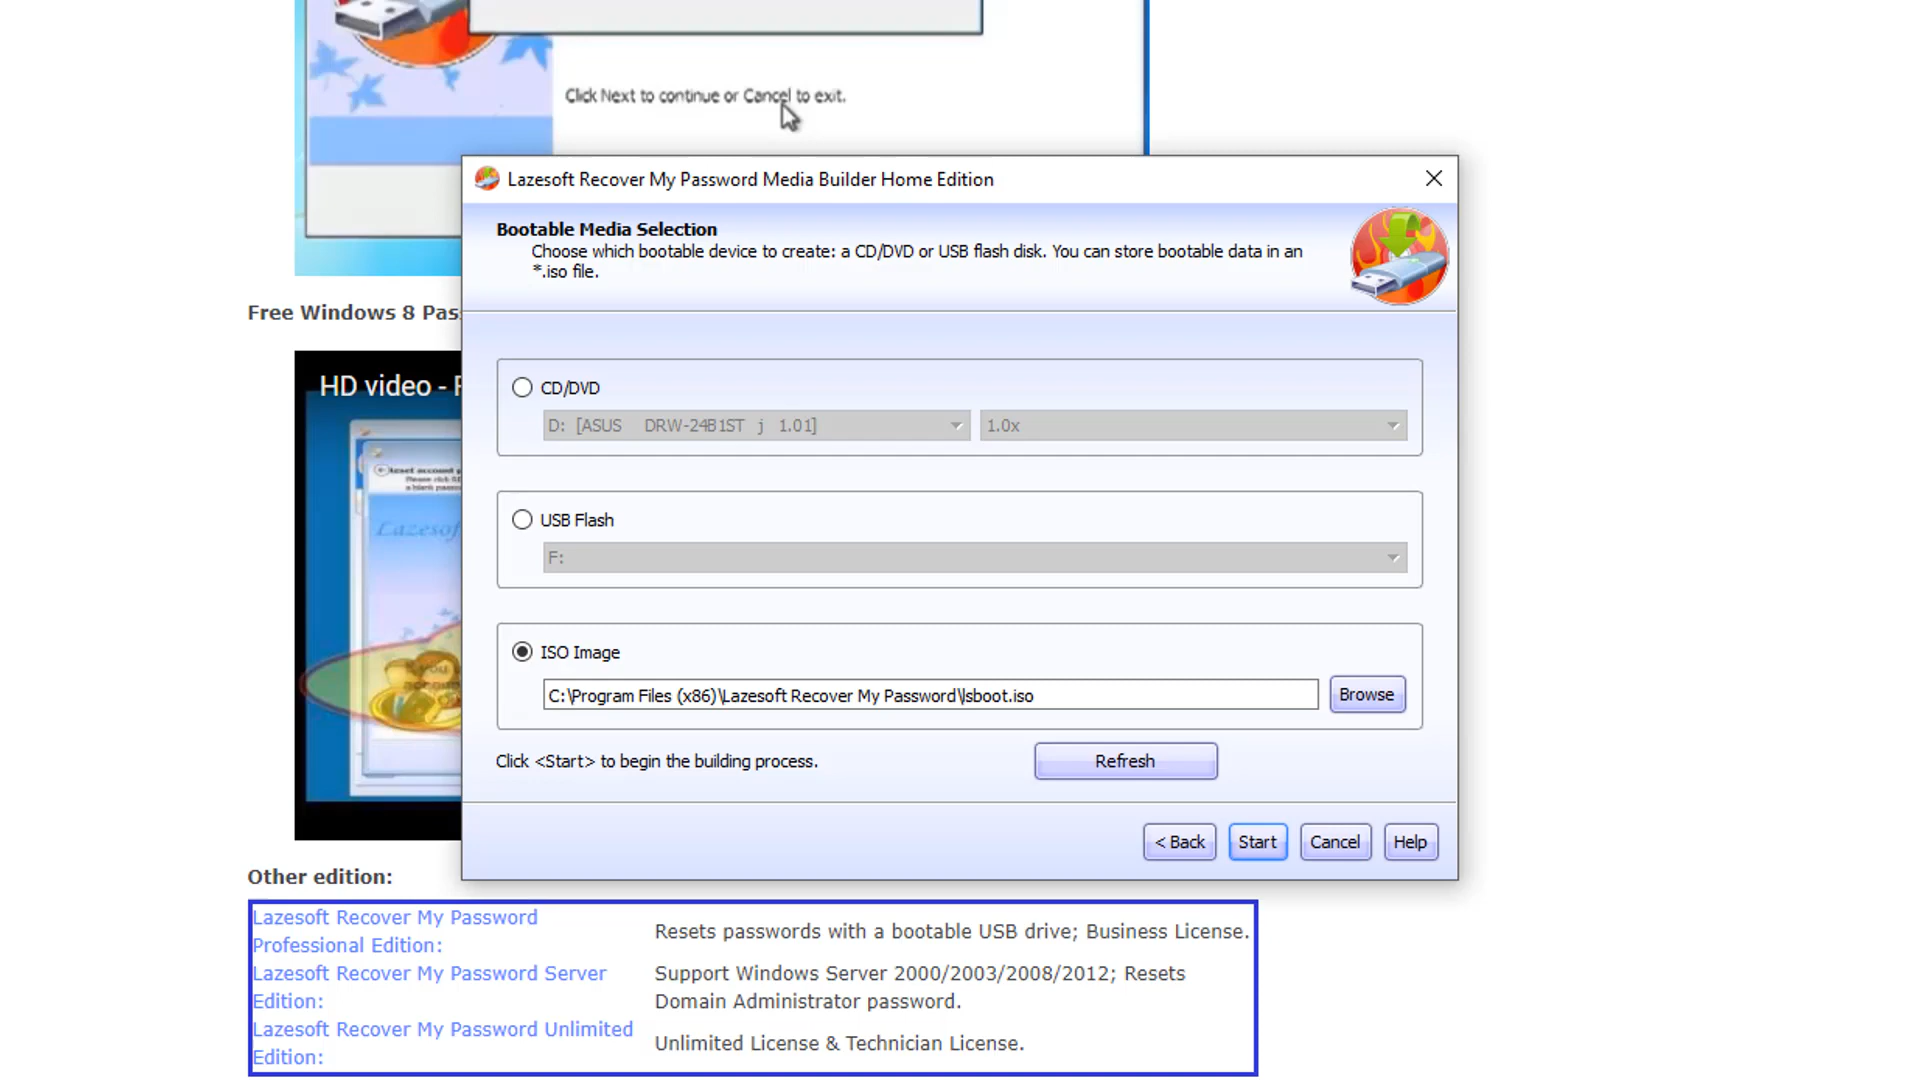 Click Next to continue or Cancel to exit.
Lazesoft Recover My Password Media Builder Home Edition
Bootable Media Selection
Choose which bootable device to create: a CD/DVD or USB flash disk. You can store bootable data in an
*.iso file.
Free Windows 8 Pas
HD video -
CD/DVD
D: [ASUS DRW-24B1ST j 1.01]
1.0x
USB Flash
F:
ISO Image
C:\Program Files (x86)\Lazesoft Recover My Password\lsboot.iso
Browse
Click <Start> to begin the building process.
Refresh
< Back
Start
Cancel
Help
Other edition:
Lazesoft Recover My Password
Professional Edition:
Resets passwords with a bootable USB drive; Business License.
Lazesoft Recover My Password Server
Edition:
Support Windows Server 2000/2003/2008/2012; Resets
Domain Administrator password.
Lazesoft Recover My Password Unlimited
Edition:
Unlimited License & Technician License.